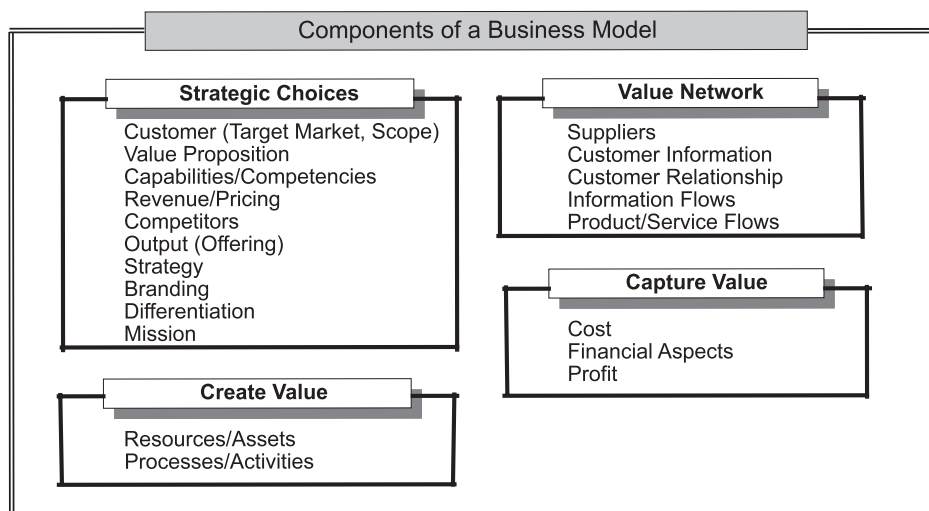 Components of a Business Model
Strategic Choices
Customer (Target Market, Scope)
Value Proposition
Capabilities/Competencies
Revenue/Pricing
Competitors
Output (Offering)
Strategy
Branding
Differentiation
Mission
Create Value
Resources/Assets
Processes/Activities
Value Network
Suppliers
Customer Information
Customer Relationship
Information Flows
Product/Service Flows
Capture Value
Cost
Financial Aspects
Profit